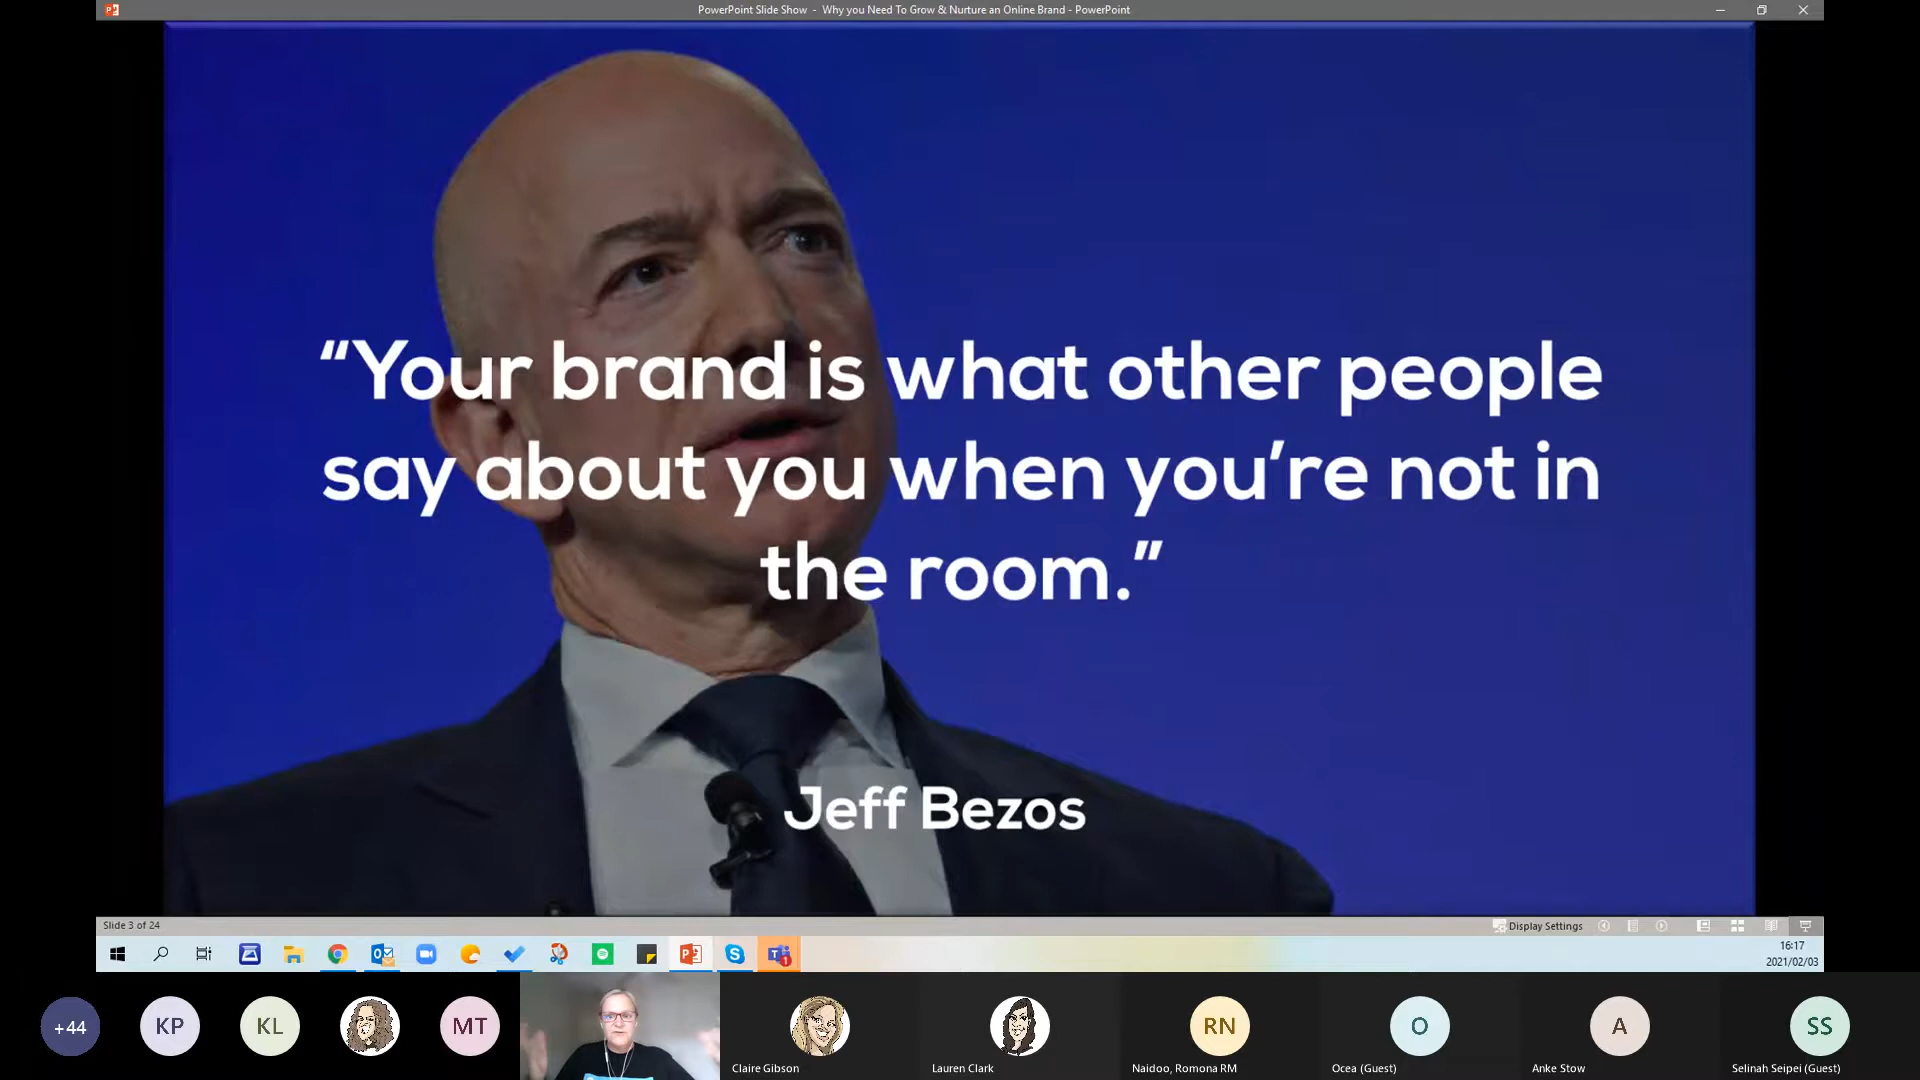 PowerPoint Slide Show - Why you Need To Grow & Nurture an Online Brand - PowerPoint
“Your brand is what other people
say about you when you’re not in
the room.”
Jeff Bezos
Slide 3 of 24
Display Settings
16:17
2021/02/03
+44
KP
KL
MT
RN
O
A
SS
Claire Gibson
Lauren Clark
Naidoo, Romona RM
Ocea (Guest)
Anke Stow
Selinah Seipei (Guest)